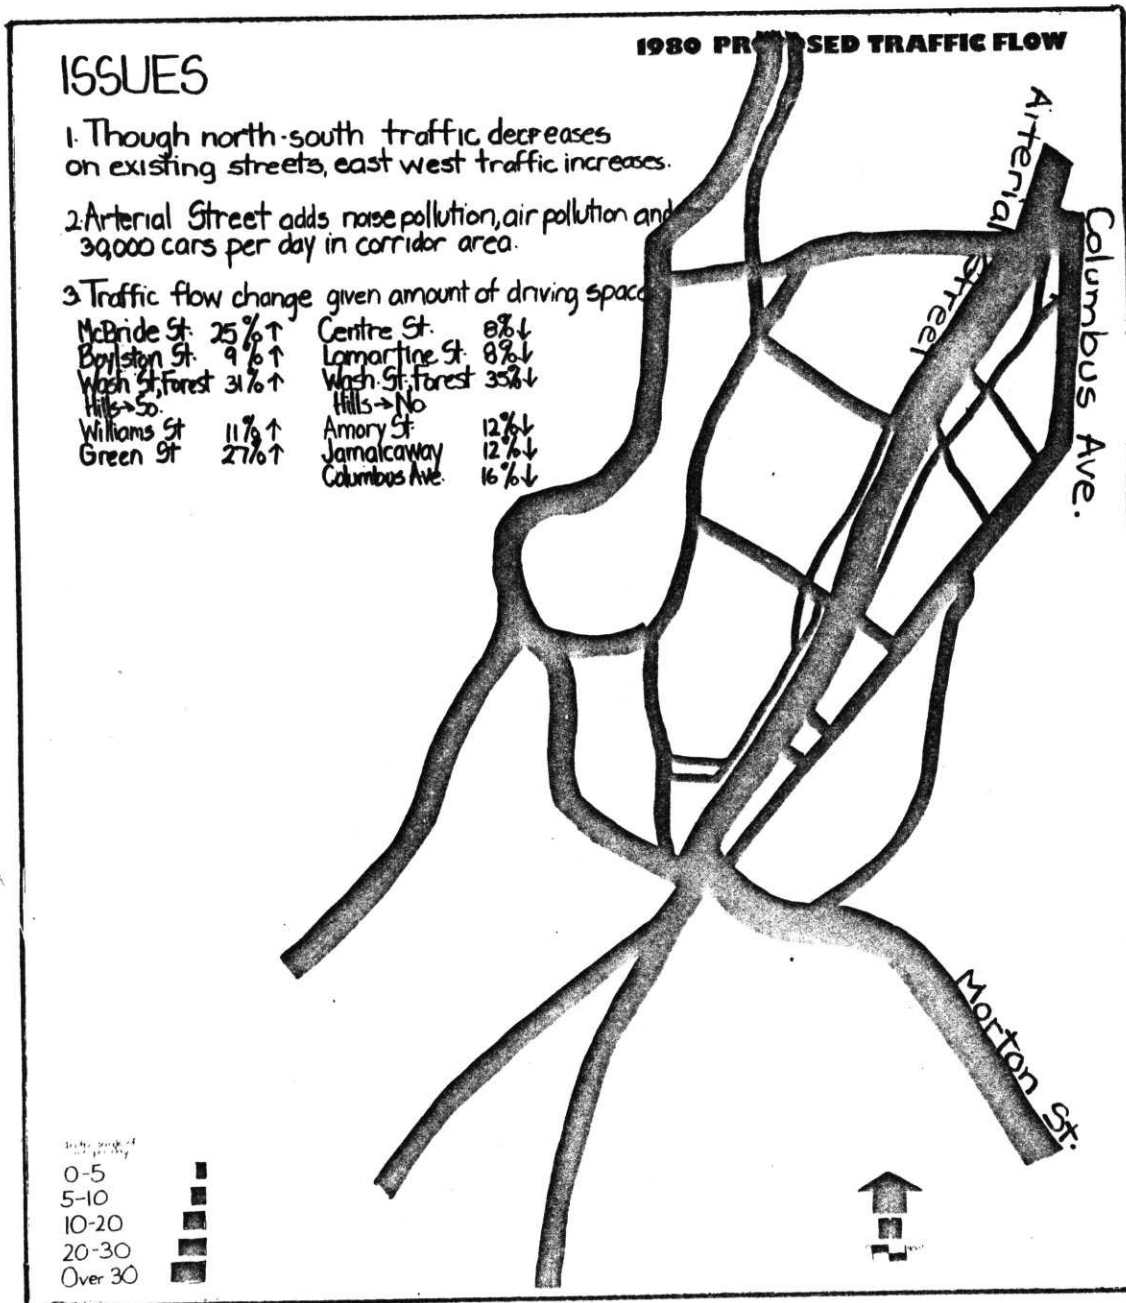 1980 PROPOSED TRAFFIC FLOW
ISSUES
1. Though north-south traffic decreases
on existing streets, east west traffic increases.
2. Arterial Street adds noise pollution, air pollution and
39,000 cars per day in corridor area.
3. Traffic flow change given amount of driving space
McBride St. 25%↑ Centre St. 8%↓
Boylston St. 9%↑ Lamartine St. 8%↓
Wash St, Forest 31%↑ Wash. St, Forest 35%↓
Hills→So. Hills→No
Williams St 11%↑ Amory St. 12%↓
Green St 27%↑ Jamaicaway 12%↓
Columbus Ave. 16%↓
Arterial Street
Columbus Ave.
Morton St.
0-5
5-10
10-20
20-30
Over 30